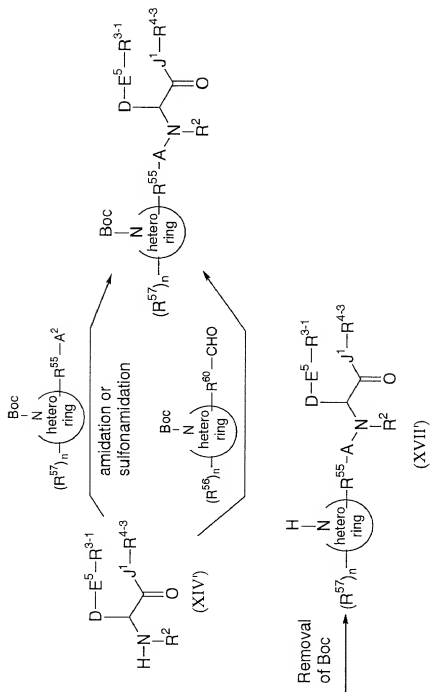 Boc
N
hetero
ring
(R⁵⁷)ₙ
R⁵⁵—A²
amidation or
sulfonamidation
D—E⁵—R³⁻¹
J¹—R⁴⁻³
O
H—N
R²
(XIV')
Boc
N
hetero
ring
(R⁵⁶)ₙ
R⁶⁰—CHO
Boc
N
hetero
ring
(R⁵⁷)ₙ
R⁵⁵—A
N—R²
D—E⁵—R³⁻¹
J¹—R⁴⁻³
O
Removal
of Boc
H
N
hetero
ring
(R⁵⁷)ₙ
R⁵⁵—A
N
R²
D—E⁵—R³⁻¹
J¹—R⁴⁻³
O
(XVII')